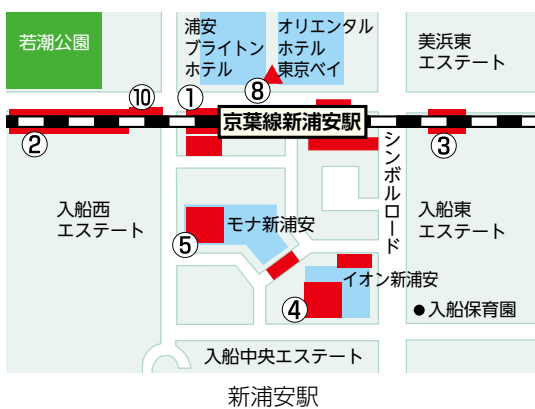 若潮公園
浦安
ブライトン
ホテル
オリエンタル
ホテル
東京ベイ
美浜東
エステート
⑩
①
⑧
②
京葉線新浦安駅
③
シンボルロード
入船西
エステート
モナ新浦安
⑤
入船東
エステート
イオン新浦安
④
●入船保育園
入船中央エステート
新浦安駅